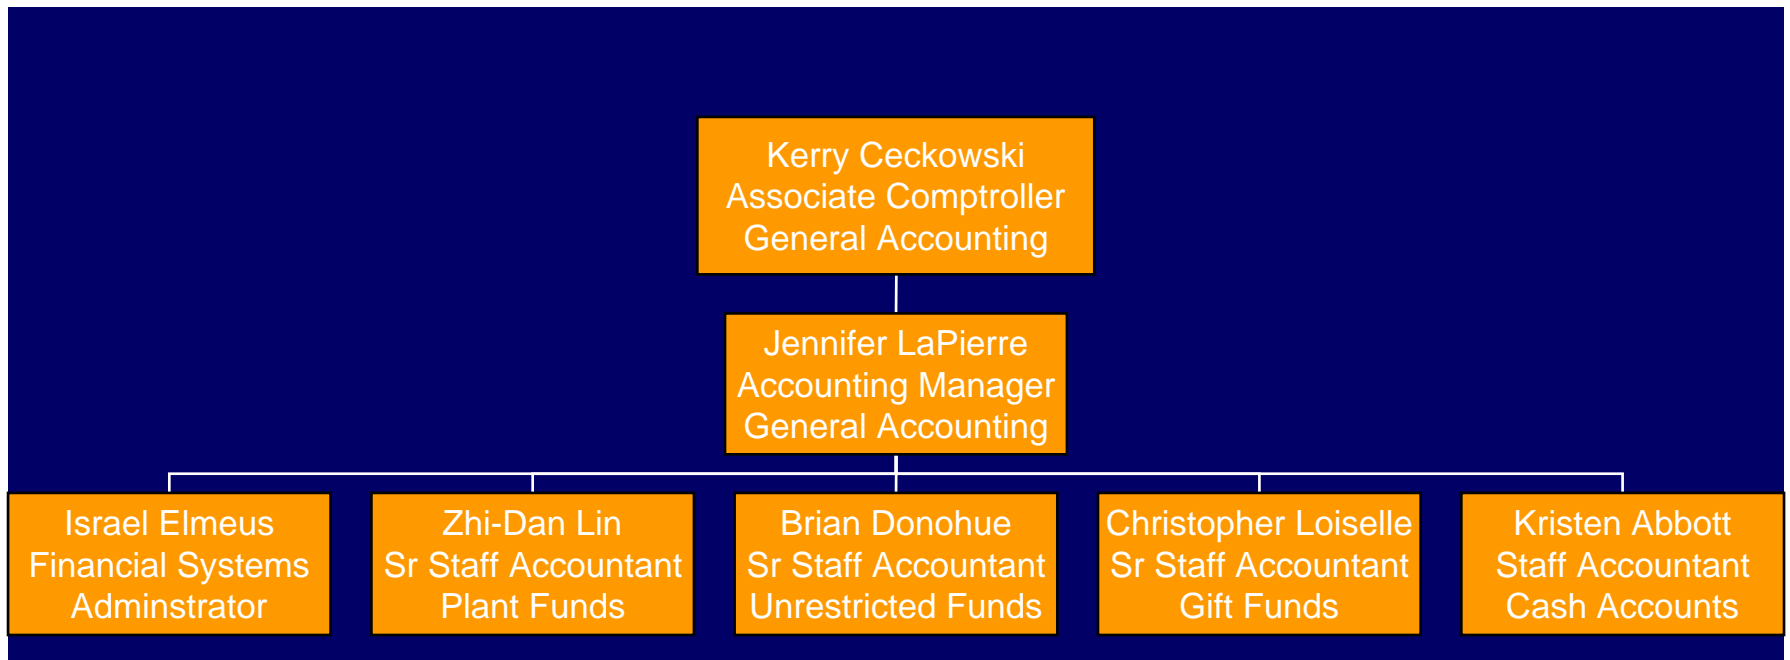 Kerry Ceckowski
Associate Comptroller
General Accounting
Jennifer LaPierre
Accounting Manager
General Accounting
Israel Elmeus
Financial Systems
Adminstrator
Zhi-Dan Lin
Sr Staff Accountant
Plant Funds
Brian Donohue
Sr Staff Accountant
Unrestricted Funds
Christopher Loiselle
Sr Staff Accountant
Gift Funds
Kristen Abbott
Staff Accountant
Cash Accounts